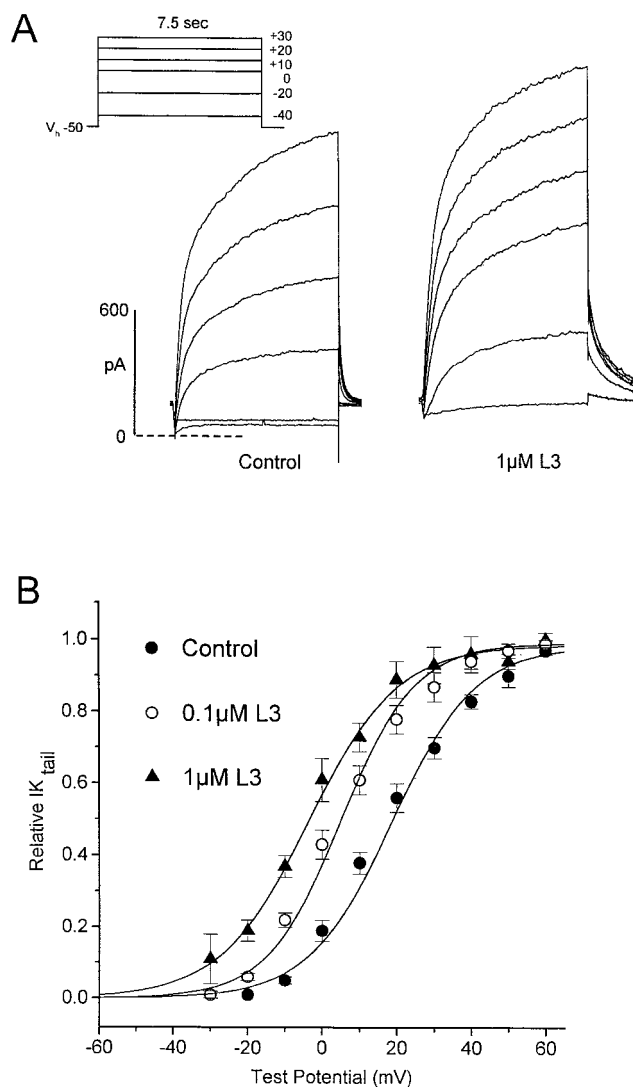 A
7.5 sec
+30
+20
+10
0
-20
-40
Vh -50
600
pA
0
Control
1µM L3
B
1.0
0.8
0.6
0.4
0.2
0.0
Relative IKtail
Control
0.1µM L3
1µM L3
-60
-40
-20
0
20
40
60
Test Potential (mV)